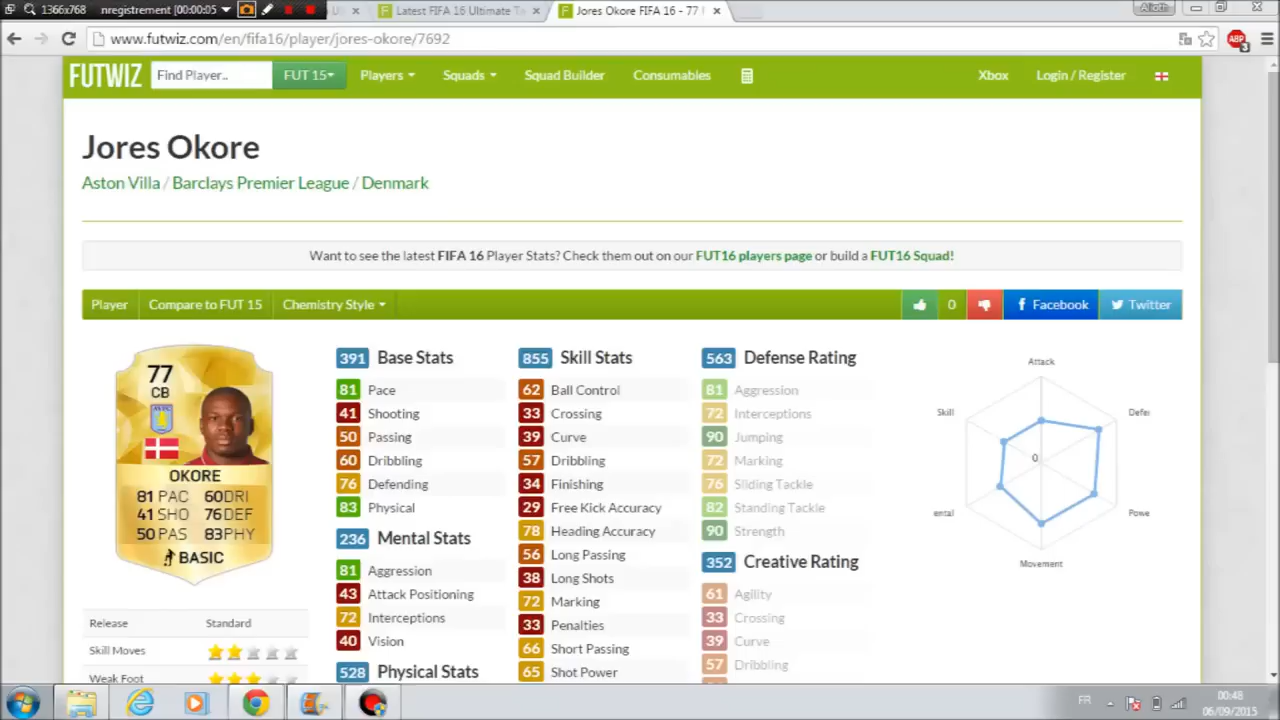 1366x768 nregistrement [00:00:05]
Latest FIFA 16 Ultimate Te
Jores Okore FIFA 16 - 77
Alioth
www.futwiz.com/en/fifa16/player/jores-okore/7692
ABP
3
FUTWIZ Find Player.. FUT 15 Players Squads Squad Builder Consumables Xbox Login / Register
Jores Okore
Aston Villa / Barclays Premier League / Denmark
Want to see the latest FIFA 16 Player Stats? Check them out on our FUT16 players page or build a FUT16 Squad!
Player Compare to FUT 15 Chemistry Style 0 Facebook Twitter
77
CB
AVFC
OKORE
81 PAC 60 DRI
41 SHO 76 DEF
50 PAS 83 PHY
BASIC
Release Standard
Skill Moves
Weak Foot
391 Base Stats
81 Pace
41 Shooting
50 Passing
60 Dribbling
76 Defending
83 Physical
236 Mental Stats
81 Aggression
43 Attack Positioning
72 Interceptions
40 Vision
528 Physical Stats
855 Skill Stats
62 Ball Control
33 Crossing
39 Curve
57 Dribbling
34 Finishing
29 Free Kick Accuracy
78 Heading Accuracy
56 Long Passing
38 Long Shots
72 Marking
33 Penalties
66 Short Passing
65 Shot Power
563 Defense Rating
81 Aggression
72 Interceptions
90 Jumping
72 Marking
76 Sliding Tackle
82 Standing Tackle
90 Strength
352 Creative Rating
61 Agility
33 Crossing
39 Curve
57 Dribbling
Attack
Skill
Defer
0
ental
Powe
Movement
FR
00:48
06/09/2015